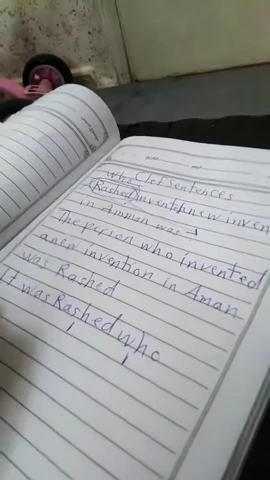 Who Cleft sentences
Rashed invented new inven
in Amman was
The person who invented
a new invention in Aman
was Rashed
It was Rashed who